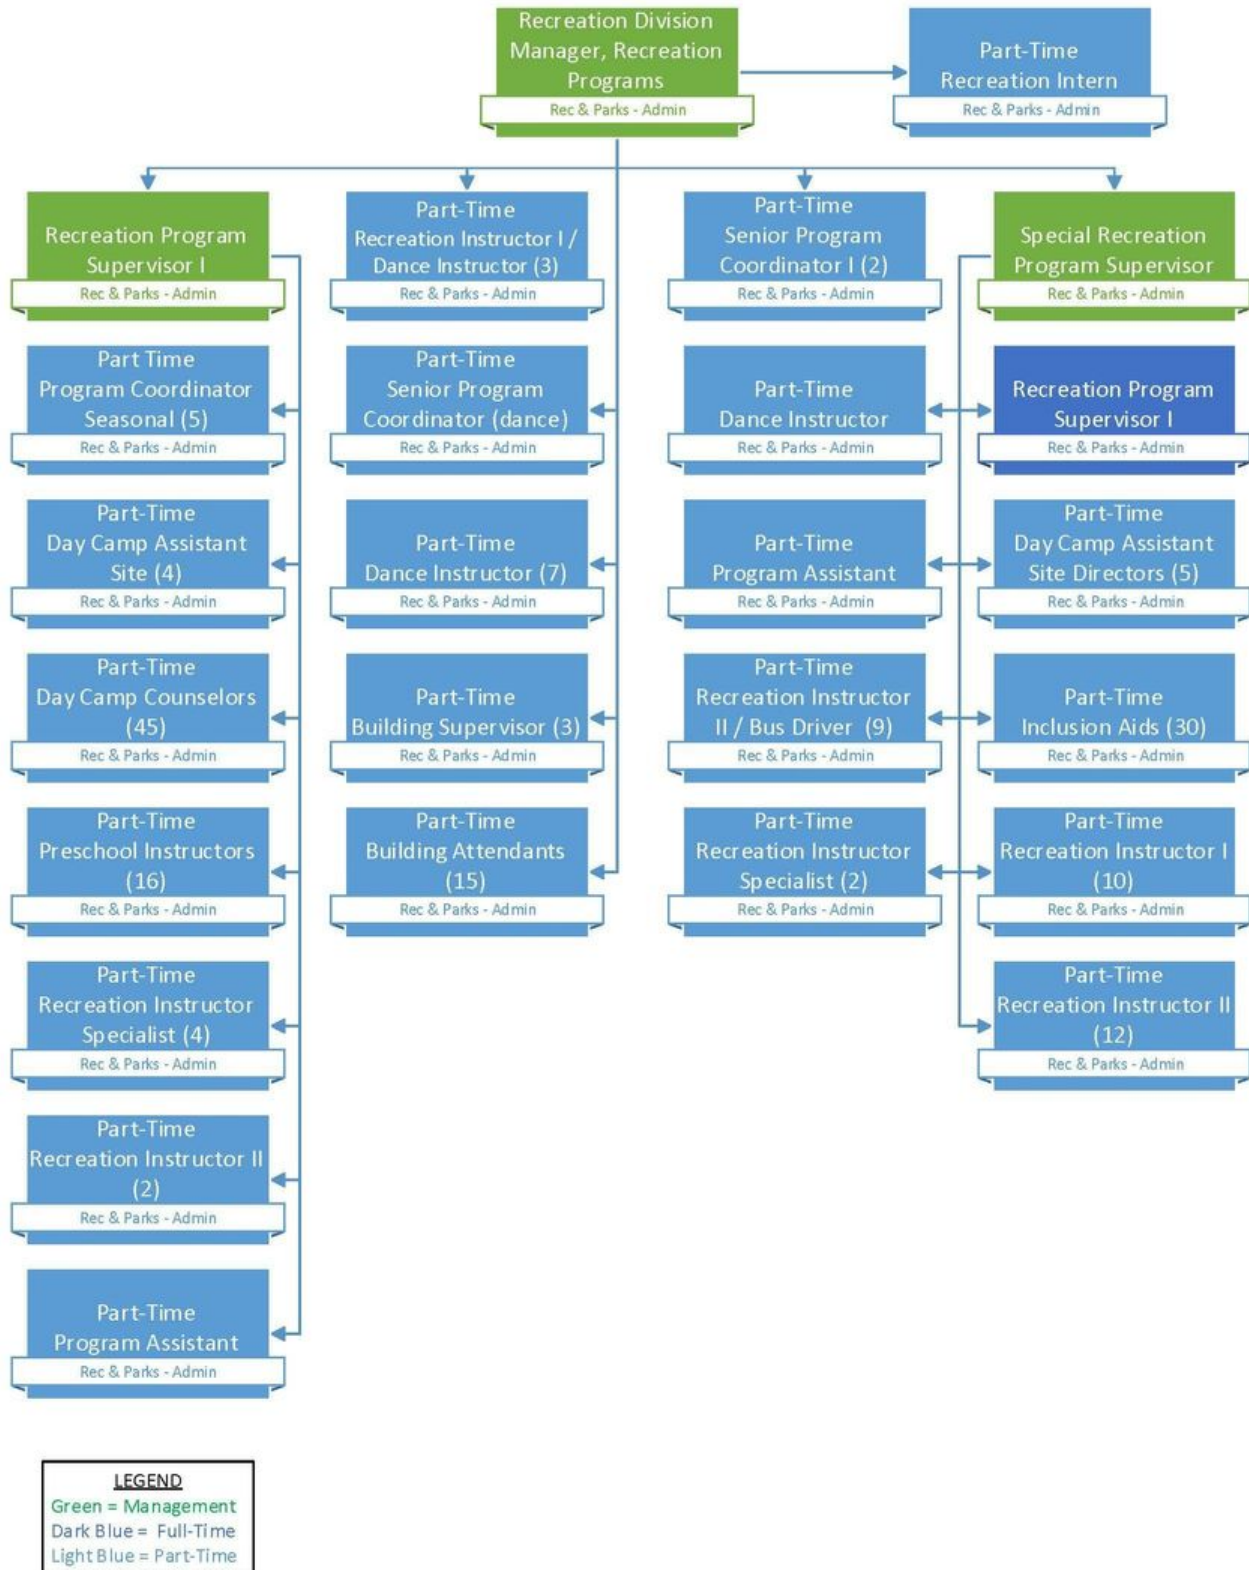 Recreation Division
Manager, Recreation
Programs
Rec & Parks - Admin
Part-Time
Recreation Intern
Rec & Parks - Admin
Recreation Program
Supervisor I
Rec & Parks - Admin
Part-Time
Recreation Instructor I /
Dance Instructor (3)
Rec & Parks - Admin
Part-Time
Senior Program
Coordinator I (2)
Rec & Parks - Admin
Special Recreation
Program Supervisor
Rec & Parks - Admin
Part Time
Program Coordinator
Seasonal (5)
Rec & Parks - Admin
Part-Time
Senior Program
Coordinator (dance)
Rec & Parks - Admin
Part-Time
Dance Instructor
Rec & Parks - Admin
Recreation Program
Supervisor I
Rec & Parks - Admin
Part-Time
Day Camp Assistant
Site (4)
Rec & Parks - Admin
Part-Time
Dance Instructor (7)
Rec & Parks - Admin
Part-Time
Program Assistant
Rec & Parks - Admin
Part-Time
Day Camp Assistant
Site Directors (5)
Rec & Parks - Admin
Part-Time
Day Camp Counselors
(45)
Rec & Parks - Admin
Part-Time
Building Supervisor (3)
Rec & Parks - Admin
Part-Time
Recreation Instructor
II / Bus Driver (9)
Rec & Parks - Admin
Part-Time
Inclusion Aids (30)
Rec & Parks - Admin
Part-Time
Preschool Instructors
(16)
Rec & Parks - Admin
Part-Time
Building Attendants
(15)
Rec & Parks - Admin
Part-Time
Recreation Instructor
Specialist (2)
Rec & Parks - Admin
Part-Time
Recreation Instructor I
(10)
Rec & Parks - Admin
Part-Time
Recreation Instructor
Specialist (4)
Rec & Parks - Admin
Part-Time
Recreation Instructor II
(12)
Rec & Parks - Admin
Part-Time
Recreation Instructor II
(2)
Rec & Parks - Admin
Part-Time
Program Assistant
Rec & Parks - Admin
LEGEND
Green = Management
Dark Blue = Full-Time
Light Blue = Part-Time